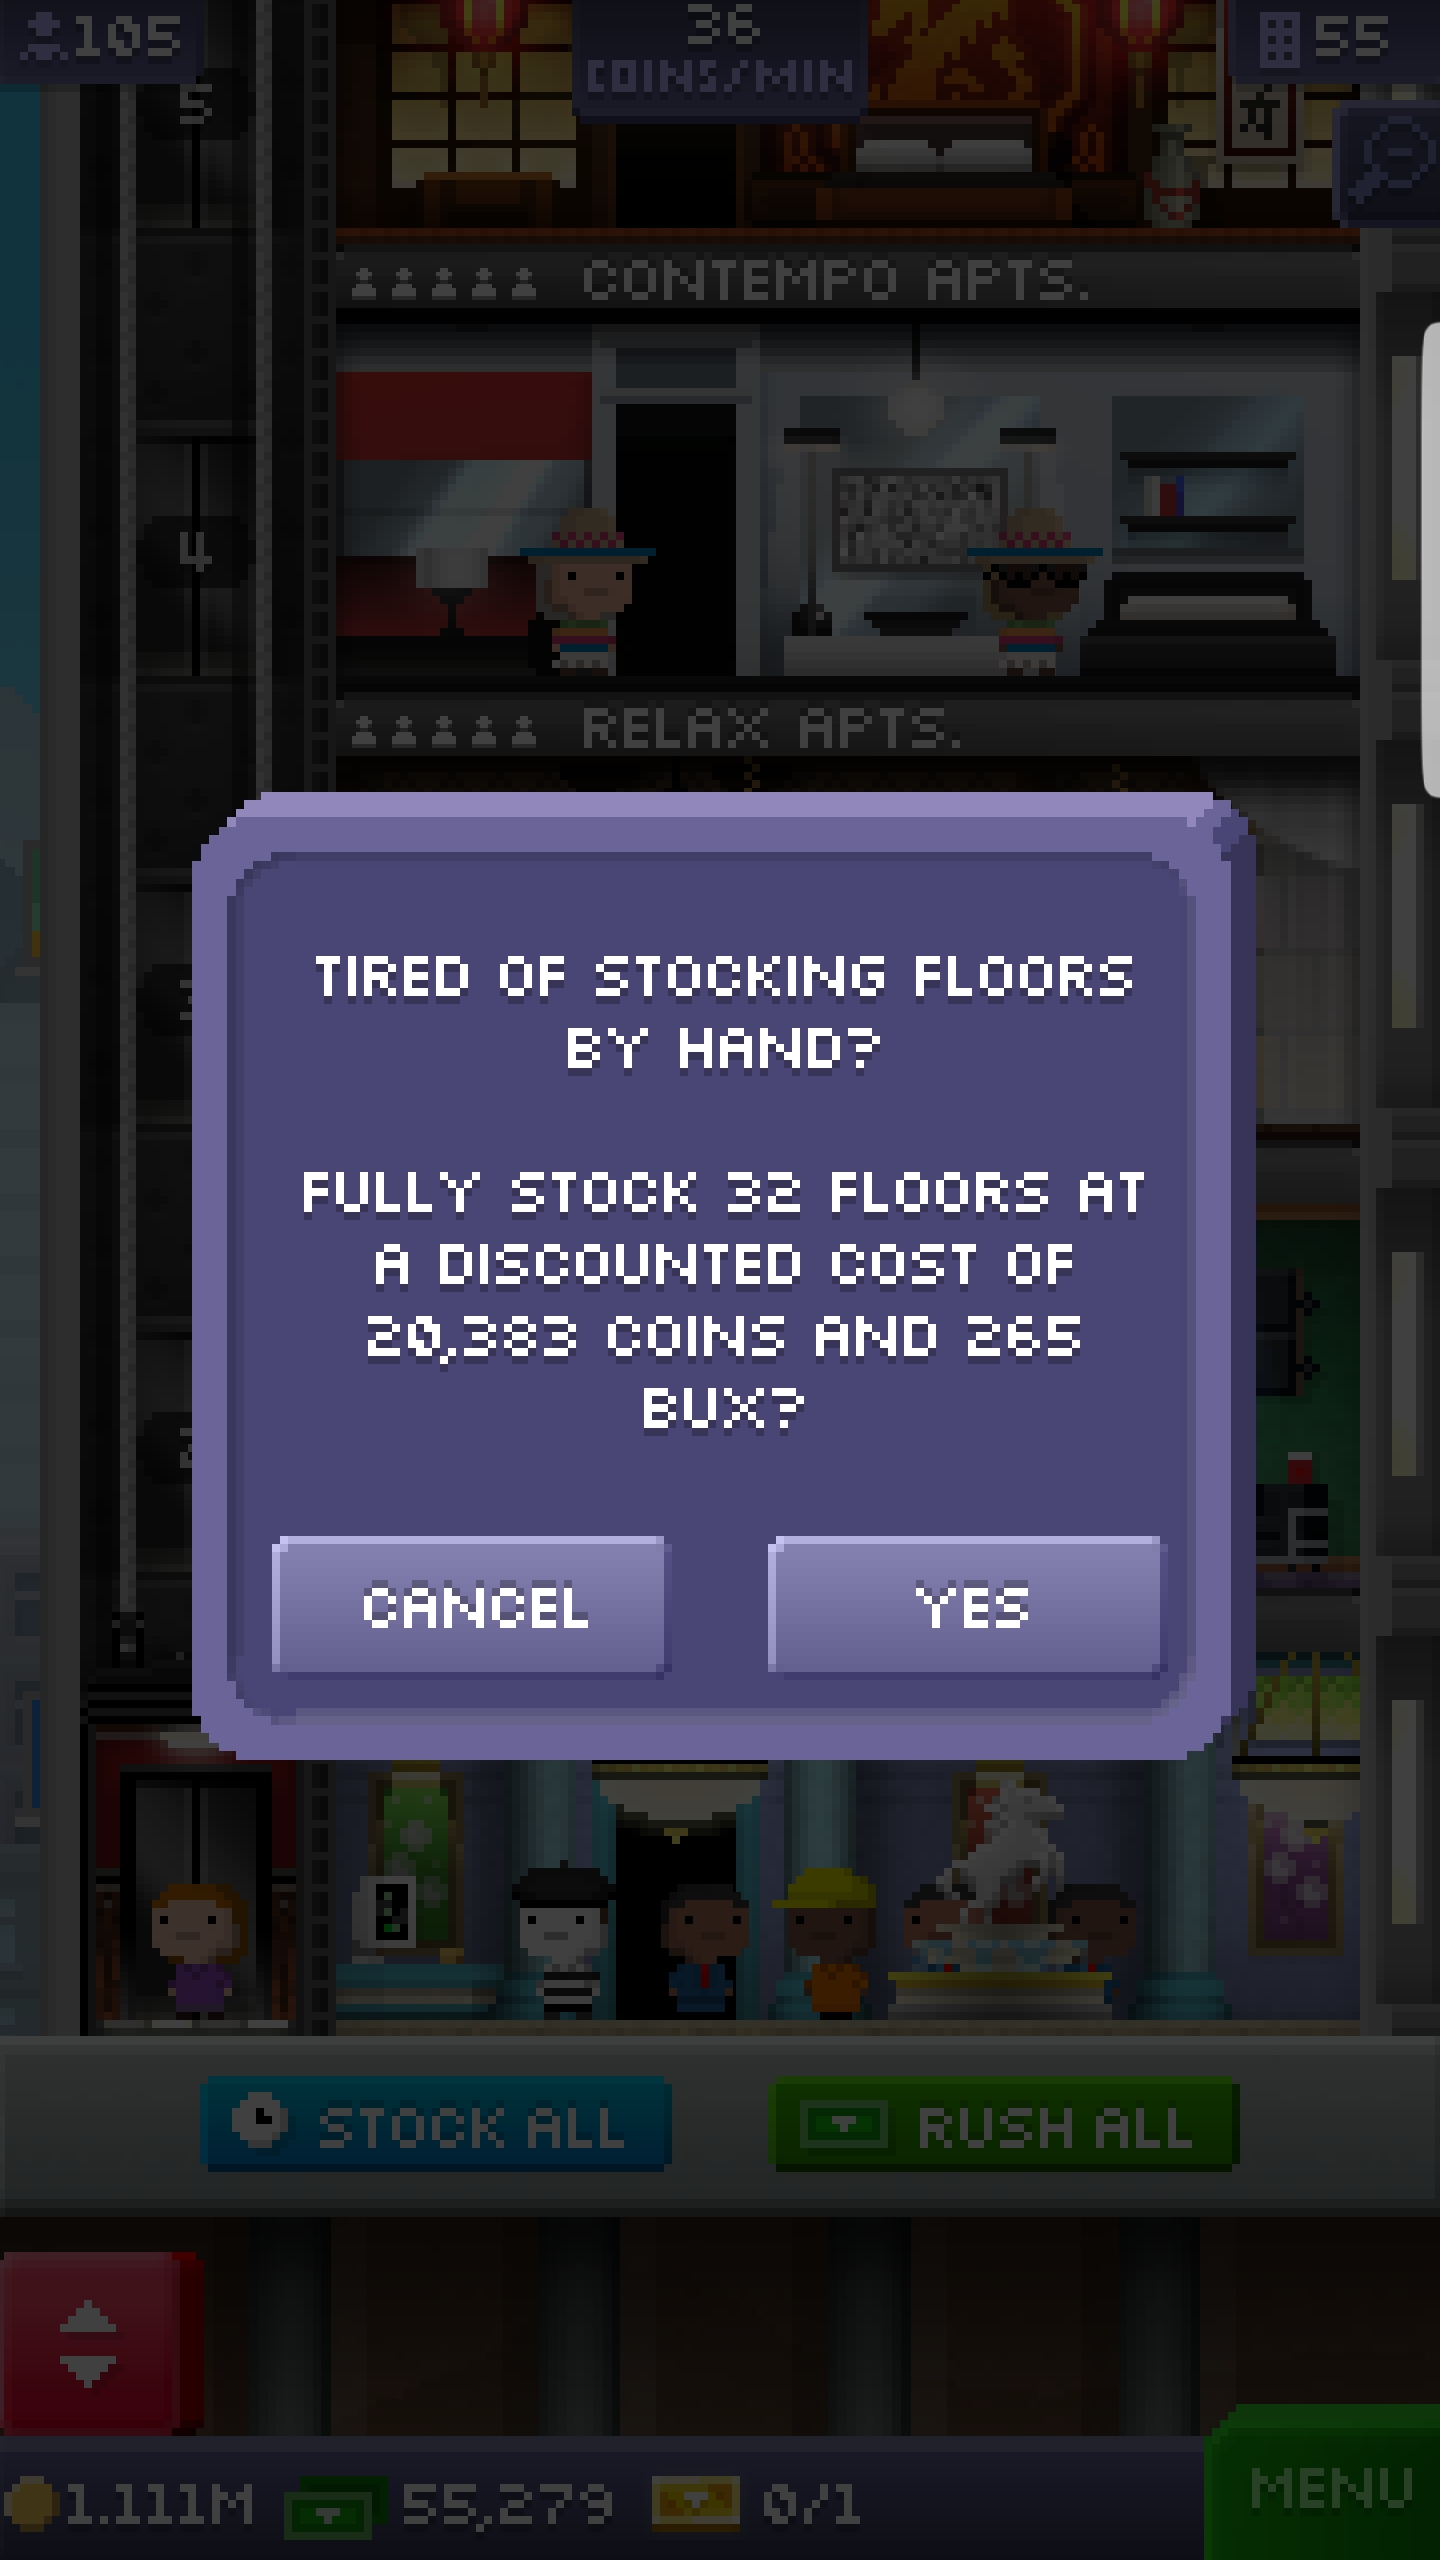 105
36
COINS/MIN
55
5
CONTEMPO APTS.
4
RELAX APTS.
TIRED OF STOCKING FLOORS
BY HAND?
FULLY STOCK 32 FLOORS AT
A DISCOUNTED COST OF
20,383 COINS AND 265
BUX?
CANCEL
YES
STOCK ALL
RUSH ALL
1.111M
55,279
0/1
MENU